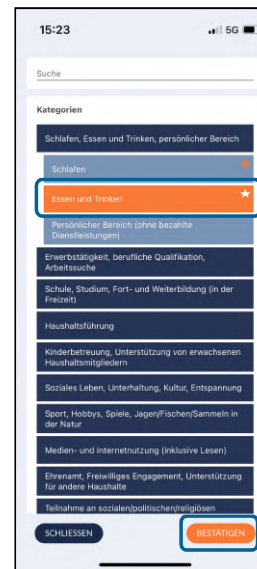 15:23
5G
Suche
Kategorien
Schlafen, Essen und Trinken, persönlicher Bereich
Schlafen
Essen und Trinken
Persönlicher Bereich (ohne bezahlte
Dienstleistungen)
Erwerbstätigkeit, berufliche Qualifikation,
Arbeitssuche
Schule, Studium, Fort- und Weiterbildung (in der
Freizeit)
Haushaltsführung
Kinderbetreuung, Unterstützung von erwachsenen
Haushaltsmitgliedern
Soziales Leben, Unterhaltung, Kultur, Entspannung
Sport, Hobbys, Spiele, Jagen/Fischen/Sammeln in
der Natur
Medien- und Internetnutzung (inklusive Lesen)
Ehrenamt, Freiwilliges Engagement, Unterstützung
für andere Haushalte
Teilnahme an sozialen/politischen/religiösen
SCHLIESSEN
BESTÄTIGEN